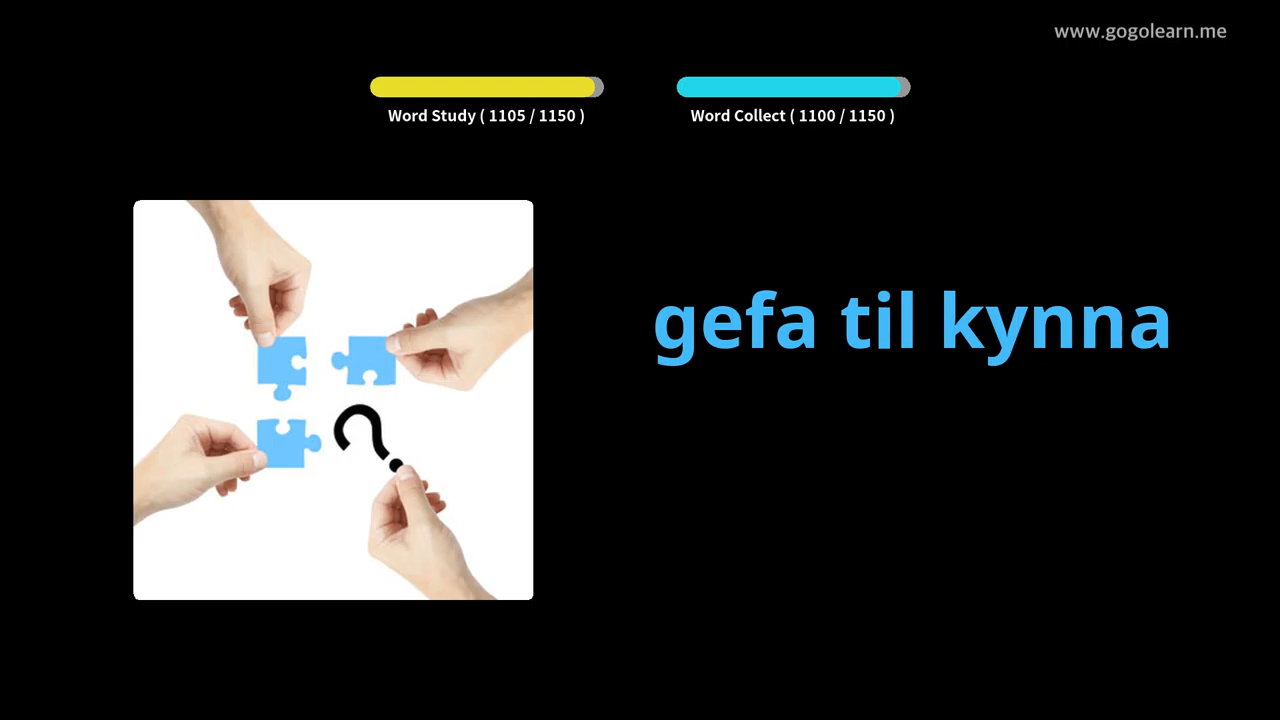 www.gogolearn.me
Word Study ( 1105 / 1150 )
Word Collect ( 1100 / 1150 )
gefa til kynna
?